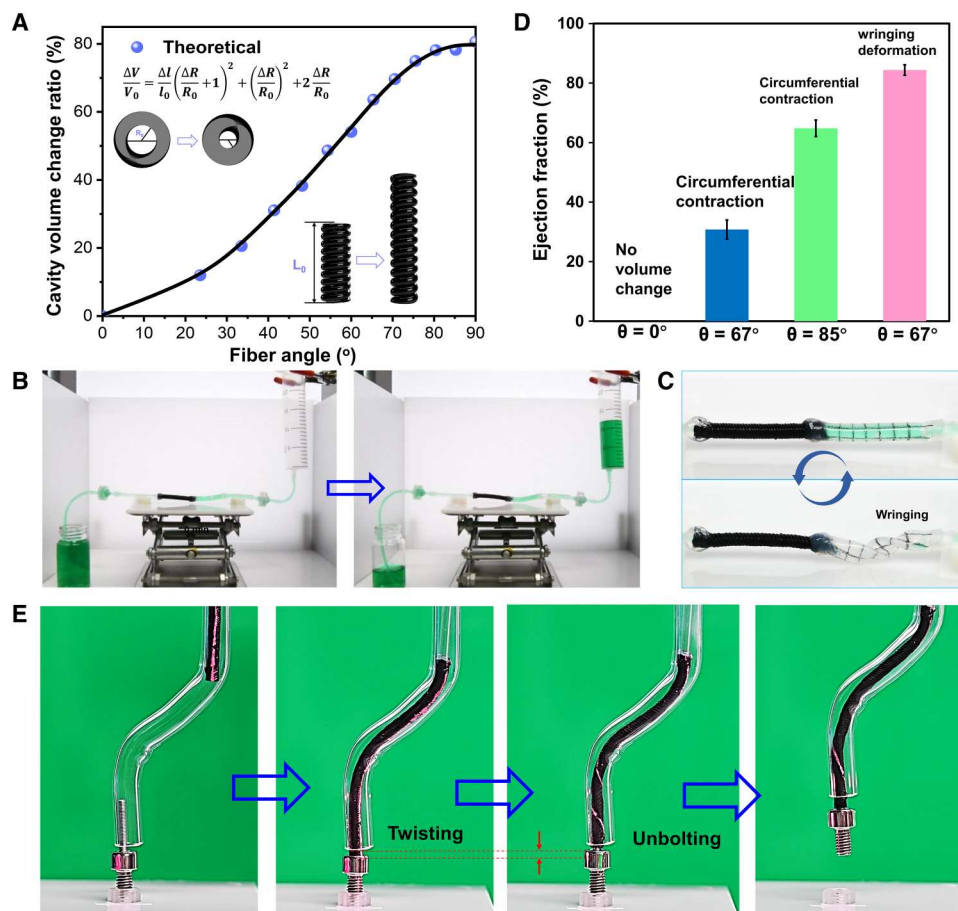 A
Theoretical
ΔV/V₀ = Δl/l₀ (ΔR/R₀ +1)² + (ΔR/R₀)² + 2 ΔR/R₀
R₀
L₀
Cavity volume change ratio (%)
80
60
40
20
0
0 10 20 30 40 50 60 70 80 90
Fiber angle (°)
D
Ejection fraction (%)
100
80
60
40
20
0
No
volume
change
Circumferential
contraction
Circumferential
contraction
wringing
deformation
θ = 0° θ = 67° θ = 85° θ = 67°
B
C
Wringing
E
Twisting
Unbolting